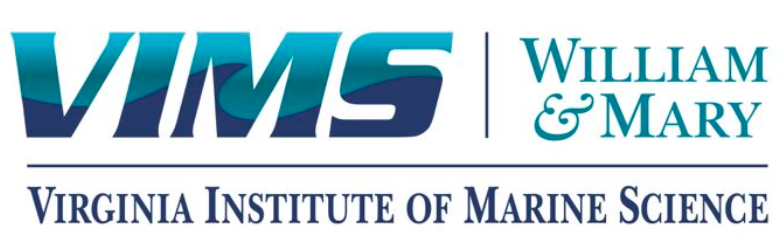 VIMS
WILLIAM
& MARY
VIRGINIA INSTITUTE OF MARINE SCIENCE